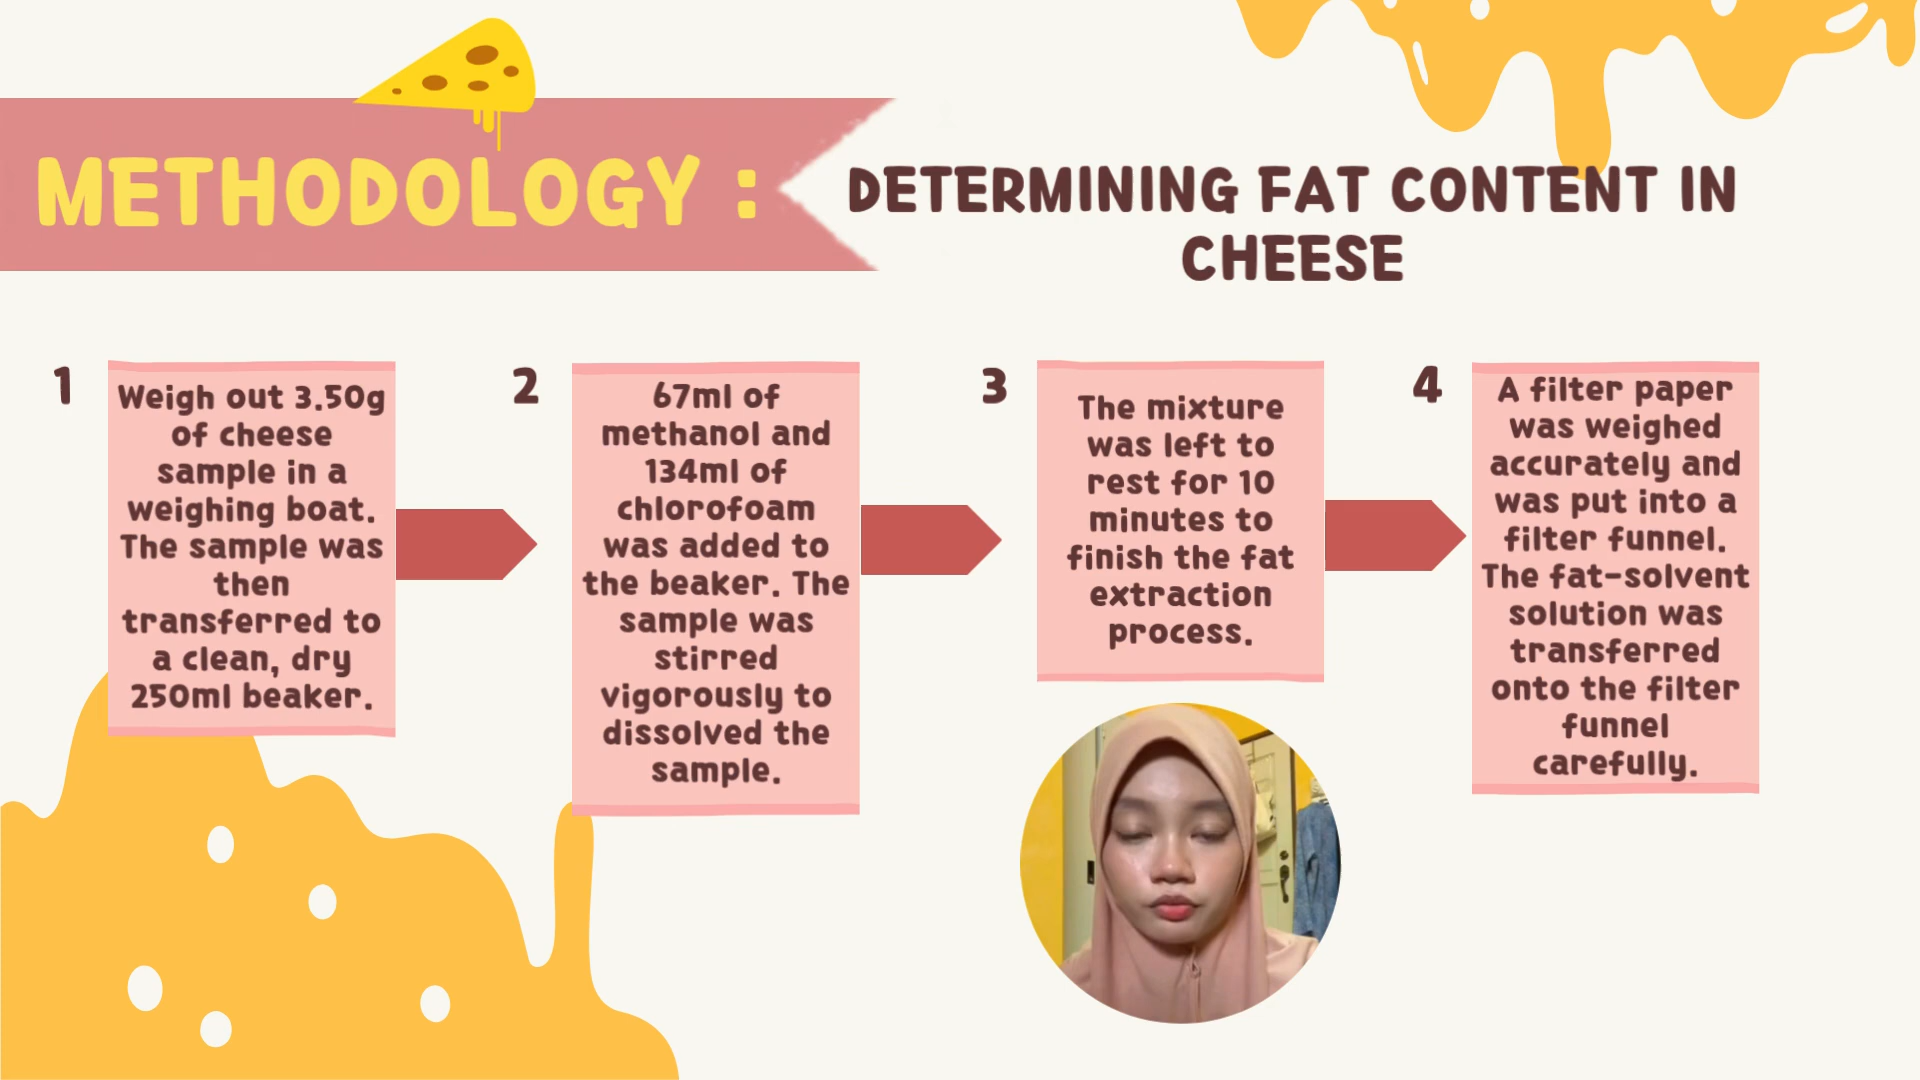 METHODOLOGY :
DETERMINING FAT CONTENT IN
CHEESE
1
Weigh out 3.50g
of cheese
sample in a
weighing boat.
The sample was
then
transferred to
a clean, dry
250ml beaker.
2
67ml of
methanol and
134ml of
chlorofoam
was added to
the beaker. The
sample was
stirred
vigorously to
dissolved the
sample.
3
The mixture
was left to
rest for 10
minutes to
finish the fat
extraction
process.
4
A filter paper
was weighed
accurately and
was put into a
filter funnel.
The fat-solvent
solution was
transferred
onto the filter
funnel
carefully.